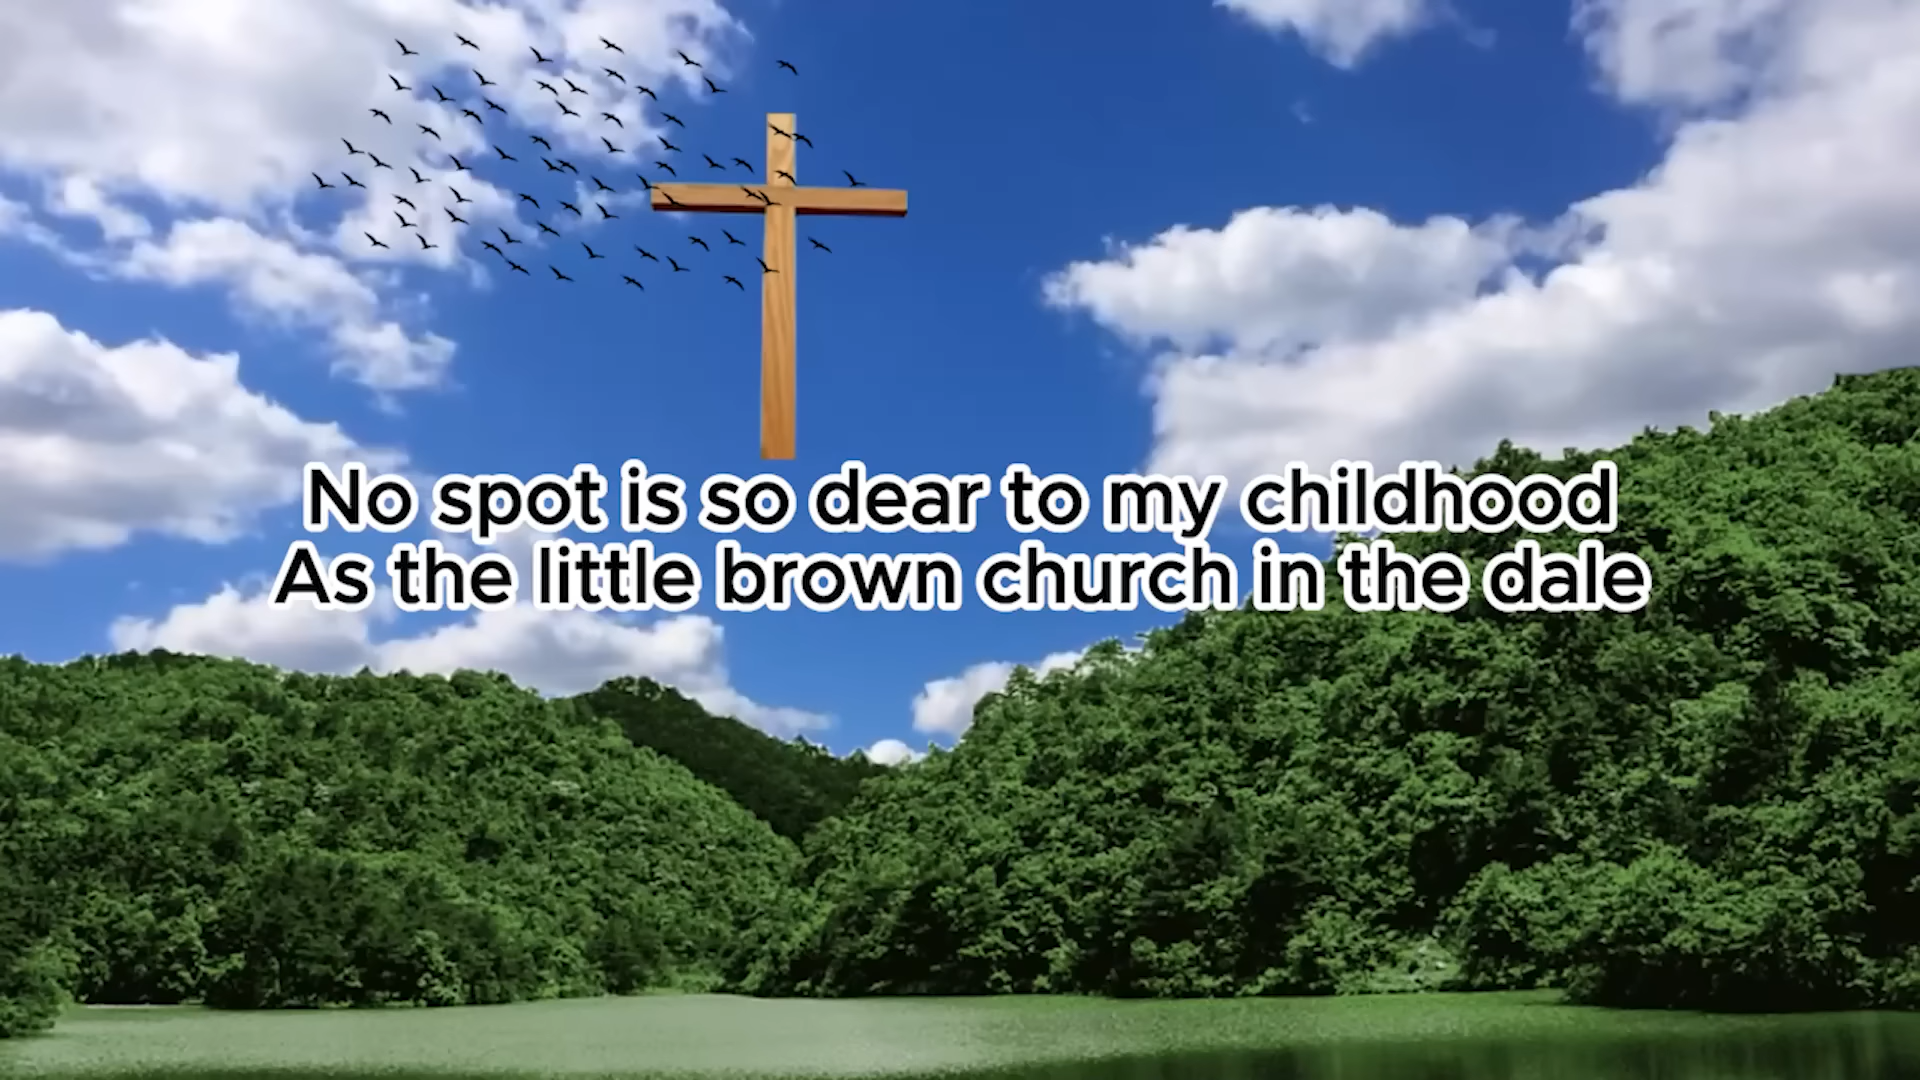 No spot is so dear to my childhood
As the little brown church in the dale